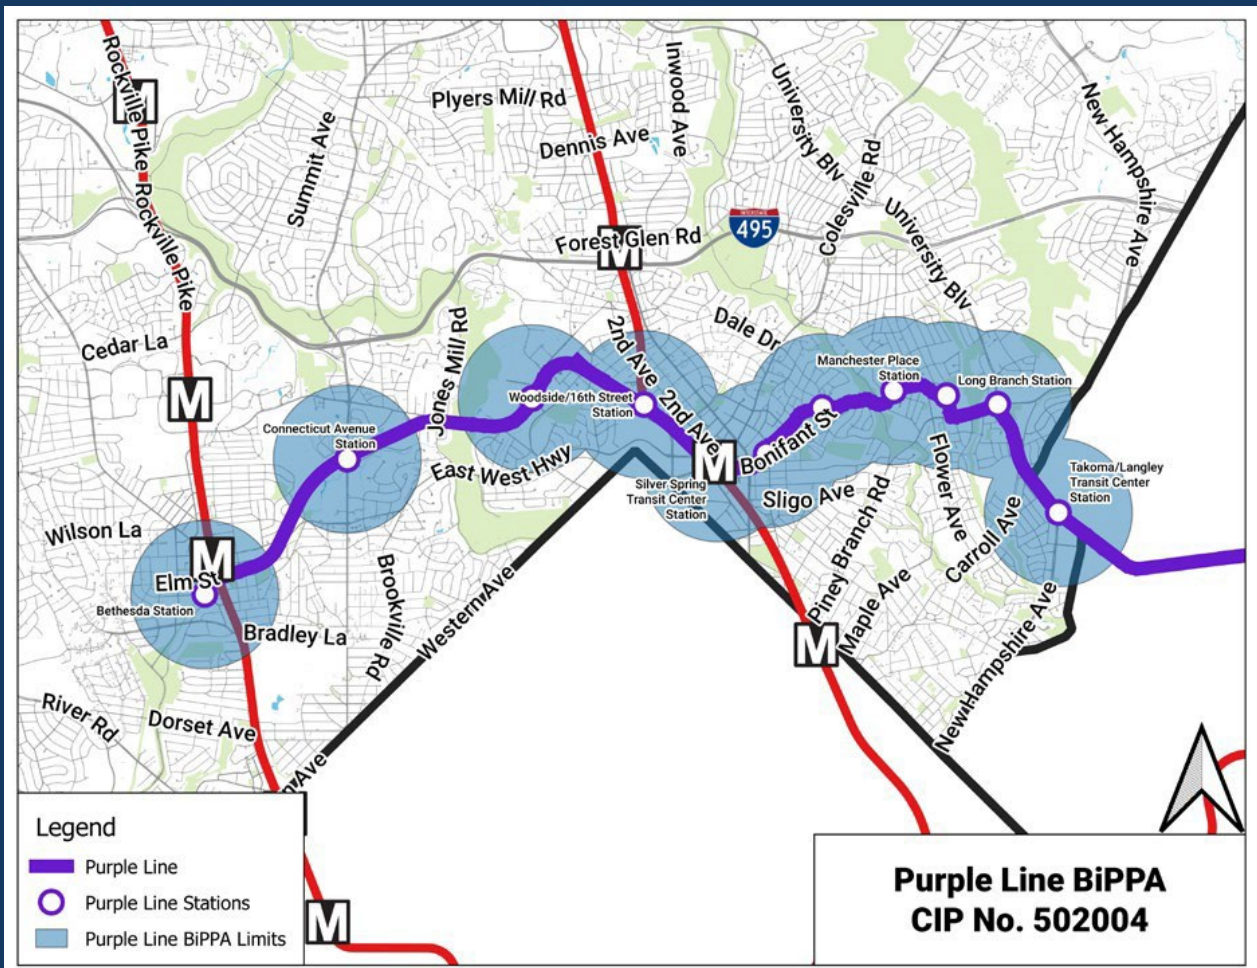 Rockville Pike
Rockville Pike
M
Plyers Mill Rd
Inwood Ave
University Blv
New Hampshire Ave
Summit Ave
Dennis Ave
Colesville Rd
INTERSTATE
495
Forest Glen Rd
M
University Blv
Cedar La
M
Jones Mill Rd
2nd Ave
Dale Dr
Manchester Place
Station
Long Branch Station
Woodside/16th Street
Station
2nd Ave
Connecticut Avenue
Station
M
Bonifant St
East West Hwy
Silver Spring
Transit Center
Station
Sligo Ave
Flower Ave
Takoma/Langley
Transit Center
Station
Wilson La
M
Elm St
Bethesda Station
Bradley La
Brookville Rd
Western Ave
Piney Branch Rd
Maple Ave
Carroll Ave
M
New Hampshire Ave
River Rd
Dorset Ave
n Ave
Legend
Purple Line
Purple Line Stations
Purple Line BiPPA Limits
M
Purple Line BiPPA
CIP No. 502004